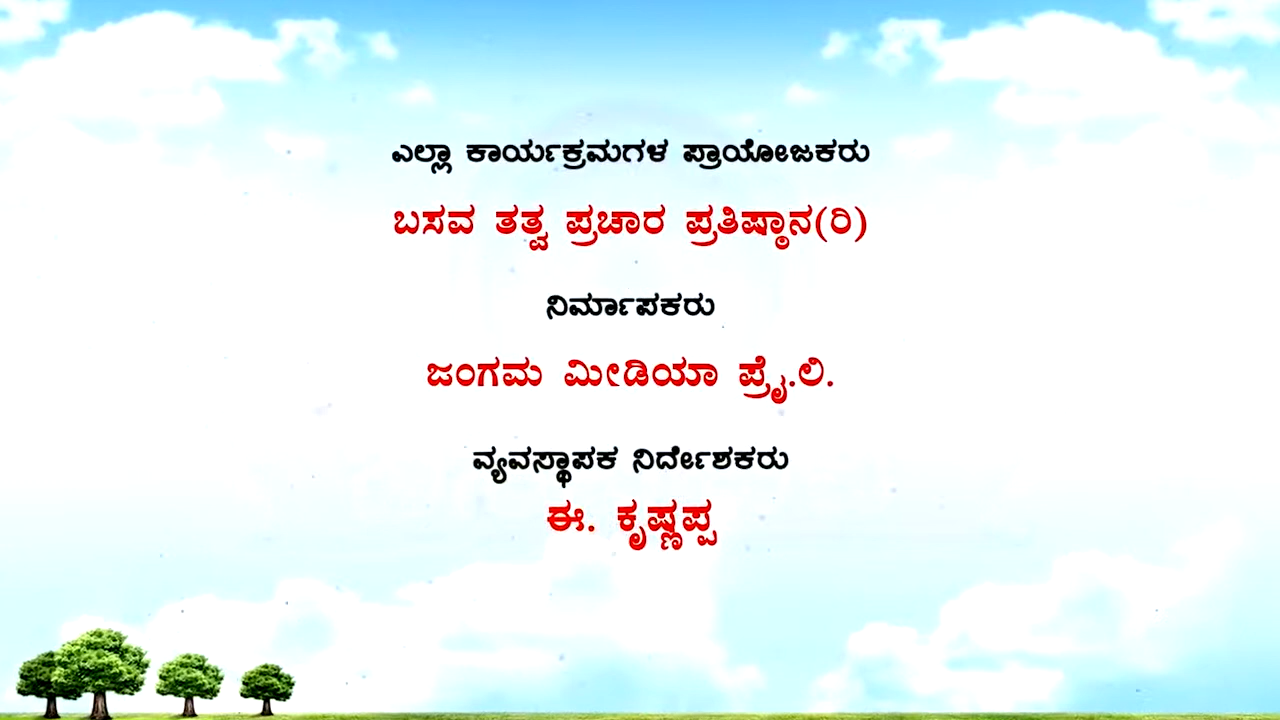 ಎಲ್ಲಾ ಕಾರ್ಯಕ್ರಮಗಳ ಪ್ರಾಯೋಜಕರು
ಬಸವ ತತ್ವ ಪ್ರಚಾರ ಪ್ರತಿಷ್ಠಾನ(ರಿ)
ನಿರ್ಮಾಪಕರು
ಜಂಗಮ ಮೀಡಿಯಾ ಪ್ರೈ.ಲಿ.
ವ್ಯವಸ್ಥಾಪಕ ನಿರ್ದೇಶಕರು
ಈ. ಕೃಷ್ಣಪ್ಪ